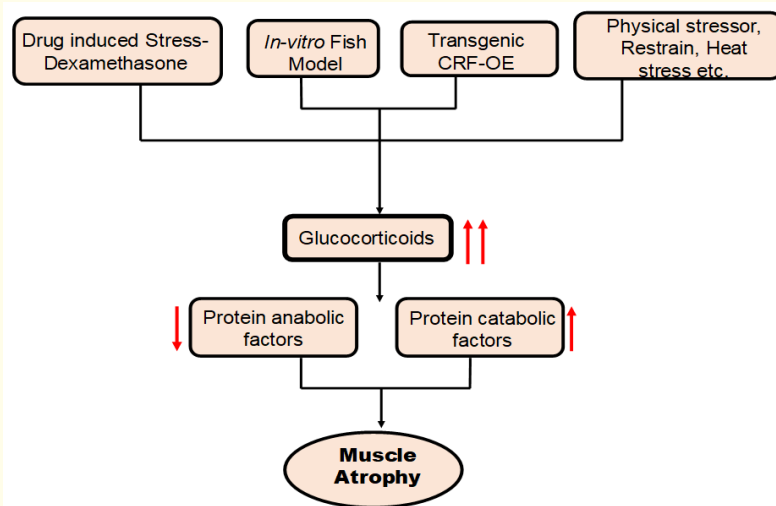 Drug induced Stress-
Dexamethasone
In-vitro Fish
Model
Transgenic
CRF-OE
Physical stressor,
Restrain, Heat
stress etc.
Glucocorticoids
Protein anabolic
factors
Protein catabolic
factors
Muscle
Atrophy